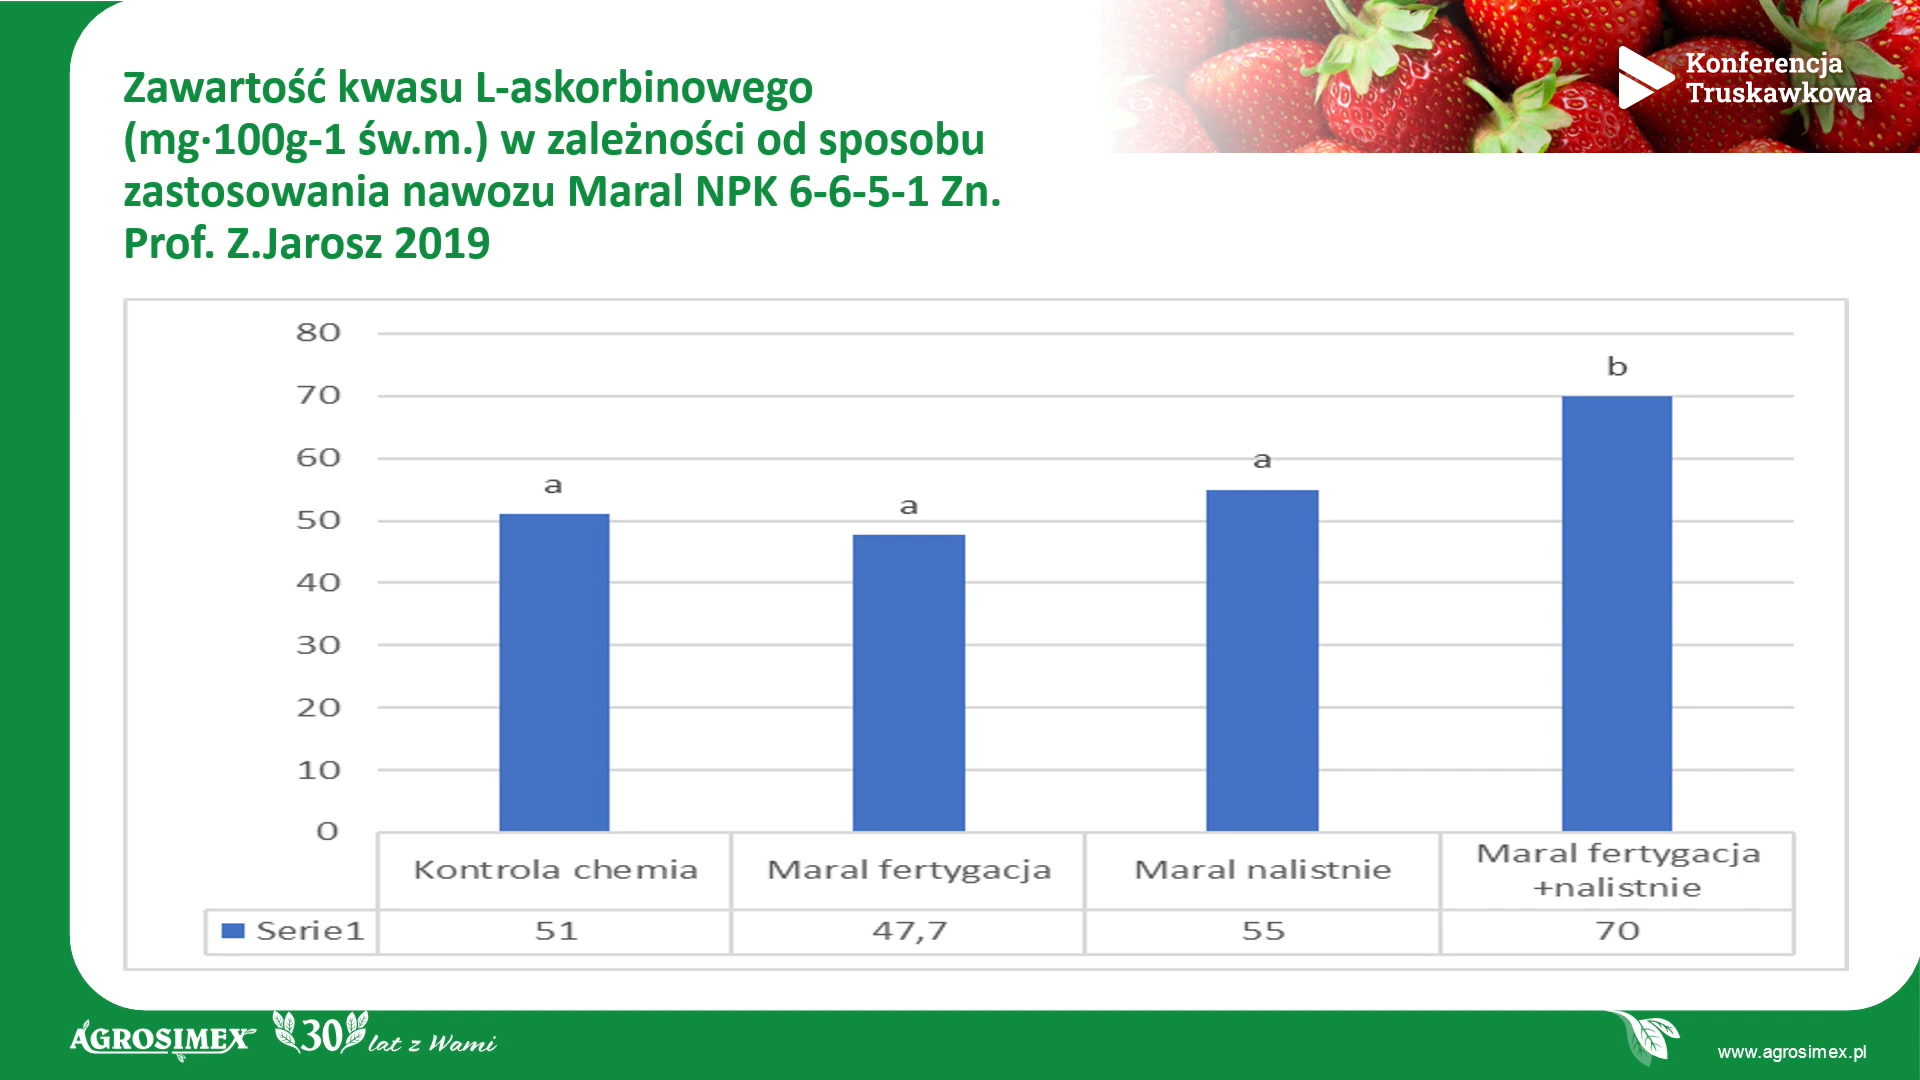 Zawartość kwasu L-askorbinowego
(mg·100g-1 św.m.) w zależności od sposobu
zastosowania nawozu Maral NPK 6-6-5-1 Zn.
Prof. Z.Jarosz 2019
Konferencja
Truskawkowa
80
70
60
50
40
30
20
10
0
a
a
a
b
Kontrola chemia
Maral fertygacja
Maral nalistnie
Maral fertygacja
+nalistnie
Serie1
51
47,7
55
70
AGROSIMEX
30 lat z Wami
www.agrosimex.pl